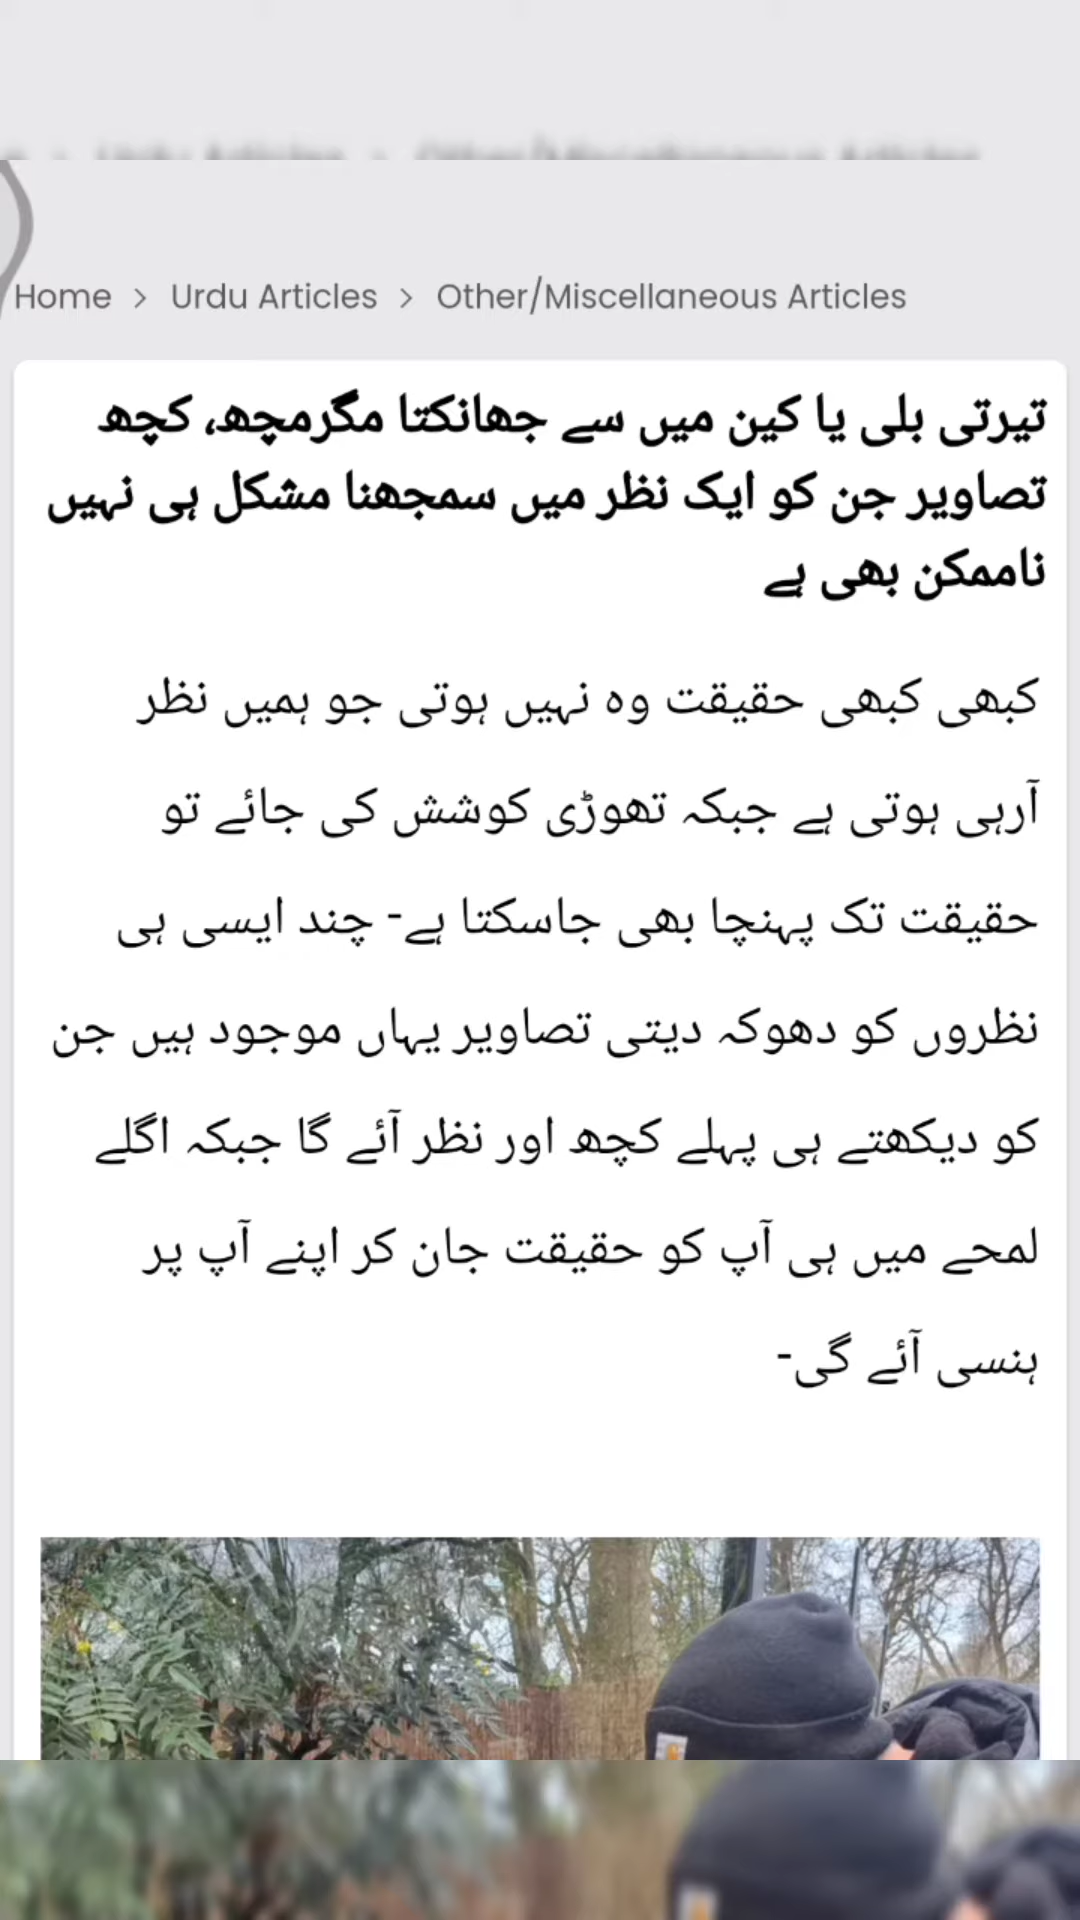 Home > Urdu Articles > Other/Miscellaneous Articles
تیرتی بلی یا کین میں سے جھانکتا مگرمچھ، کچھ
تصاویر جن کو ایک نظر میں سمجھنا مشکل ہی نہیں
ناممکن بھی ہے
کبھی کبھی حقیقت وہ نہیں ہوتی جو ہمیں نظر
آرہی ہوتی ہے جبکہ تھوڑی کوشش کی جائے تو
حقیقت تک پہنچا بھی جاسکتا ہے- چند ایسی ہی
نظروں کو دھوکہ دیتی تصاویر یہاں موجود ہیں جن
کو دیکھتے ہی پہلے کچھ اور نظر آئے گا جبکہ اگلے
لمحے میں ہی آپ کو حقیقت جان کر اپنے آپ پر
ہنسی آئے گی-